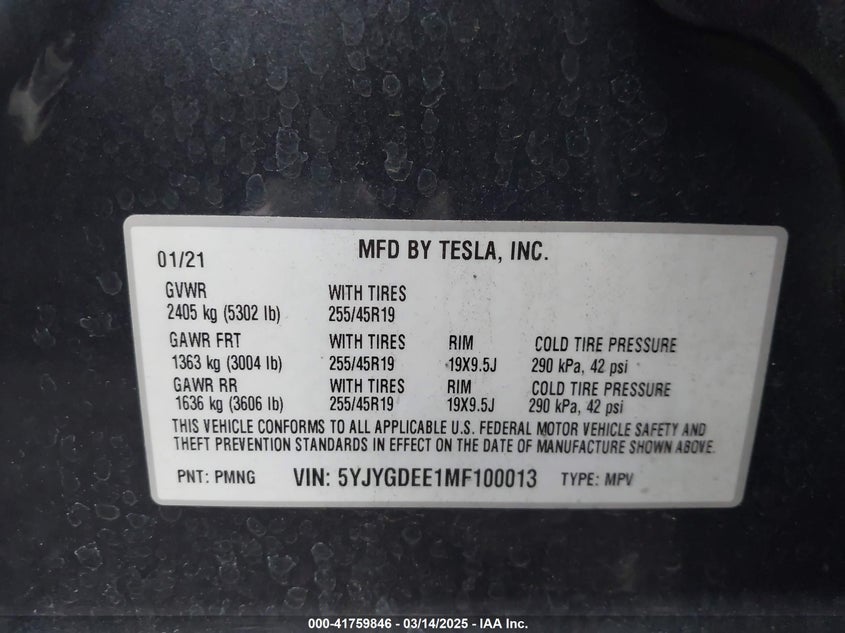 01/21 MFD BY TESLA, INC.
GVWR WITH TIRES
2405 kg (5302 lb) 255/45R19
GAWR FRT WITH TIRES RIM COLD TIRE PRESSURE
1363 kg (3004 lb) 255/45R19 19X9.5J 290 kPa, 42 psi
GAWR RR WITH TIRES RIM COLD TIRE PRESSURE
1636 kg (3606 lb) 255/45R19 19X9.5J 290 kPa, 42 psi
THIS VEHICLE CONFORMS TO ALL APPLICABLE U.S. FEDERAL MOTOR VEHICLE SAFETY AND
THEFT PREVENTION STANDARDS IN EFFECT ON THE DATE OF MANUFACTURE SHOWN ABOVE.
PNT: PMNG VIN: 5YJYGDEE1MF100013 TYPE: MPV
000-41759846 - 03/14/2025 - IAA Inc.